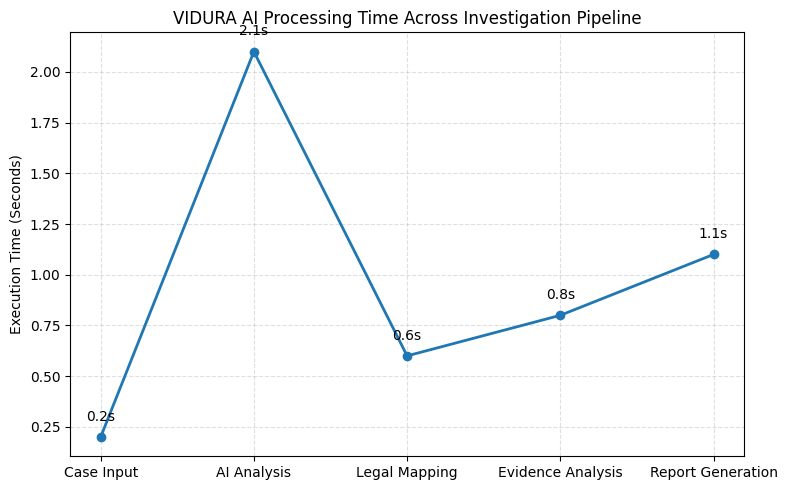 VIDURA AI Processing Time Across Investigation Pipeline
2.1s
2.00
1.75
1.50
1.25
1.1s
1.00
0.8s
0.75
0.6s
0.50
0.2s
0.25
Execution Time (Seconds)
Case Input
AI Analysis
Legal Mapping
Evidence Analysis
Report Generation